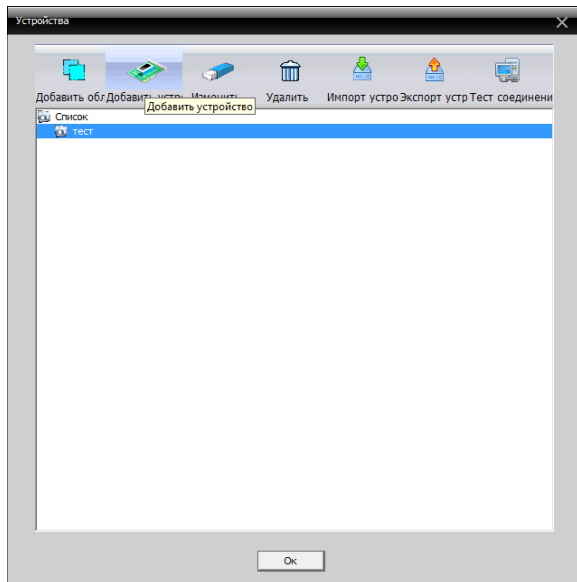 Устройства
Добавить обл Добавить устр Изменить Удалить Импорт устро Экспорт устр Тест соединени
Добавить устройство
Список
тест
Ок